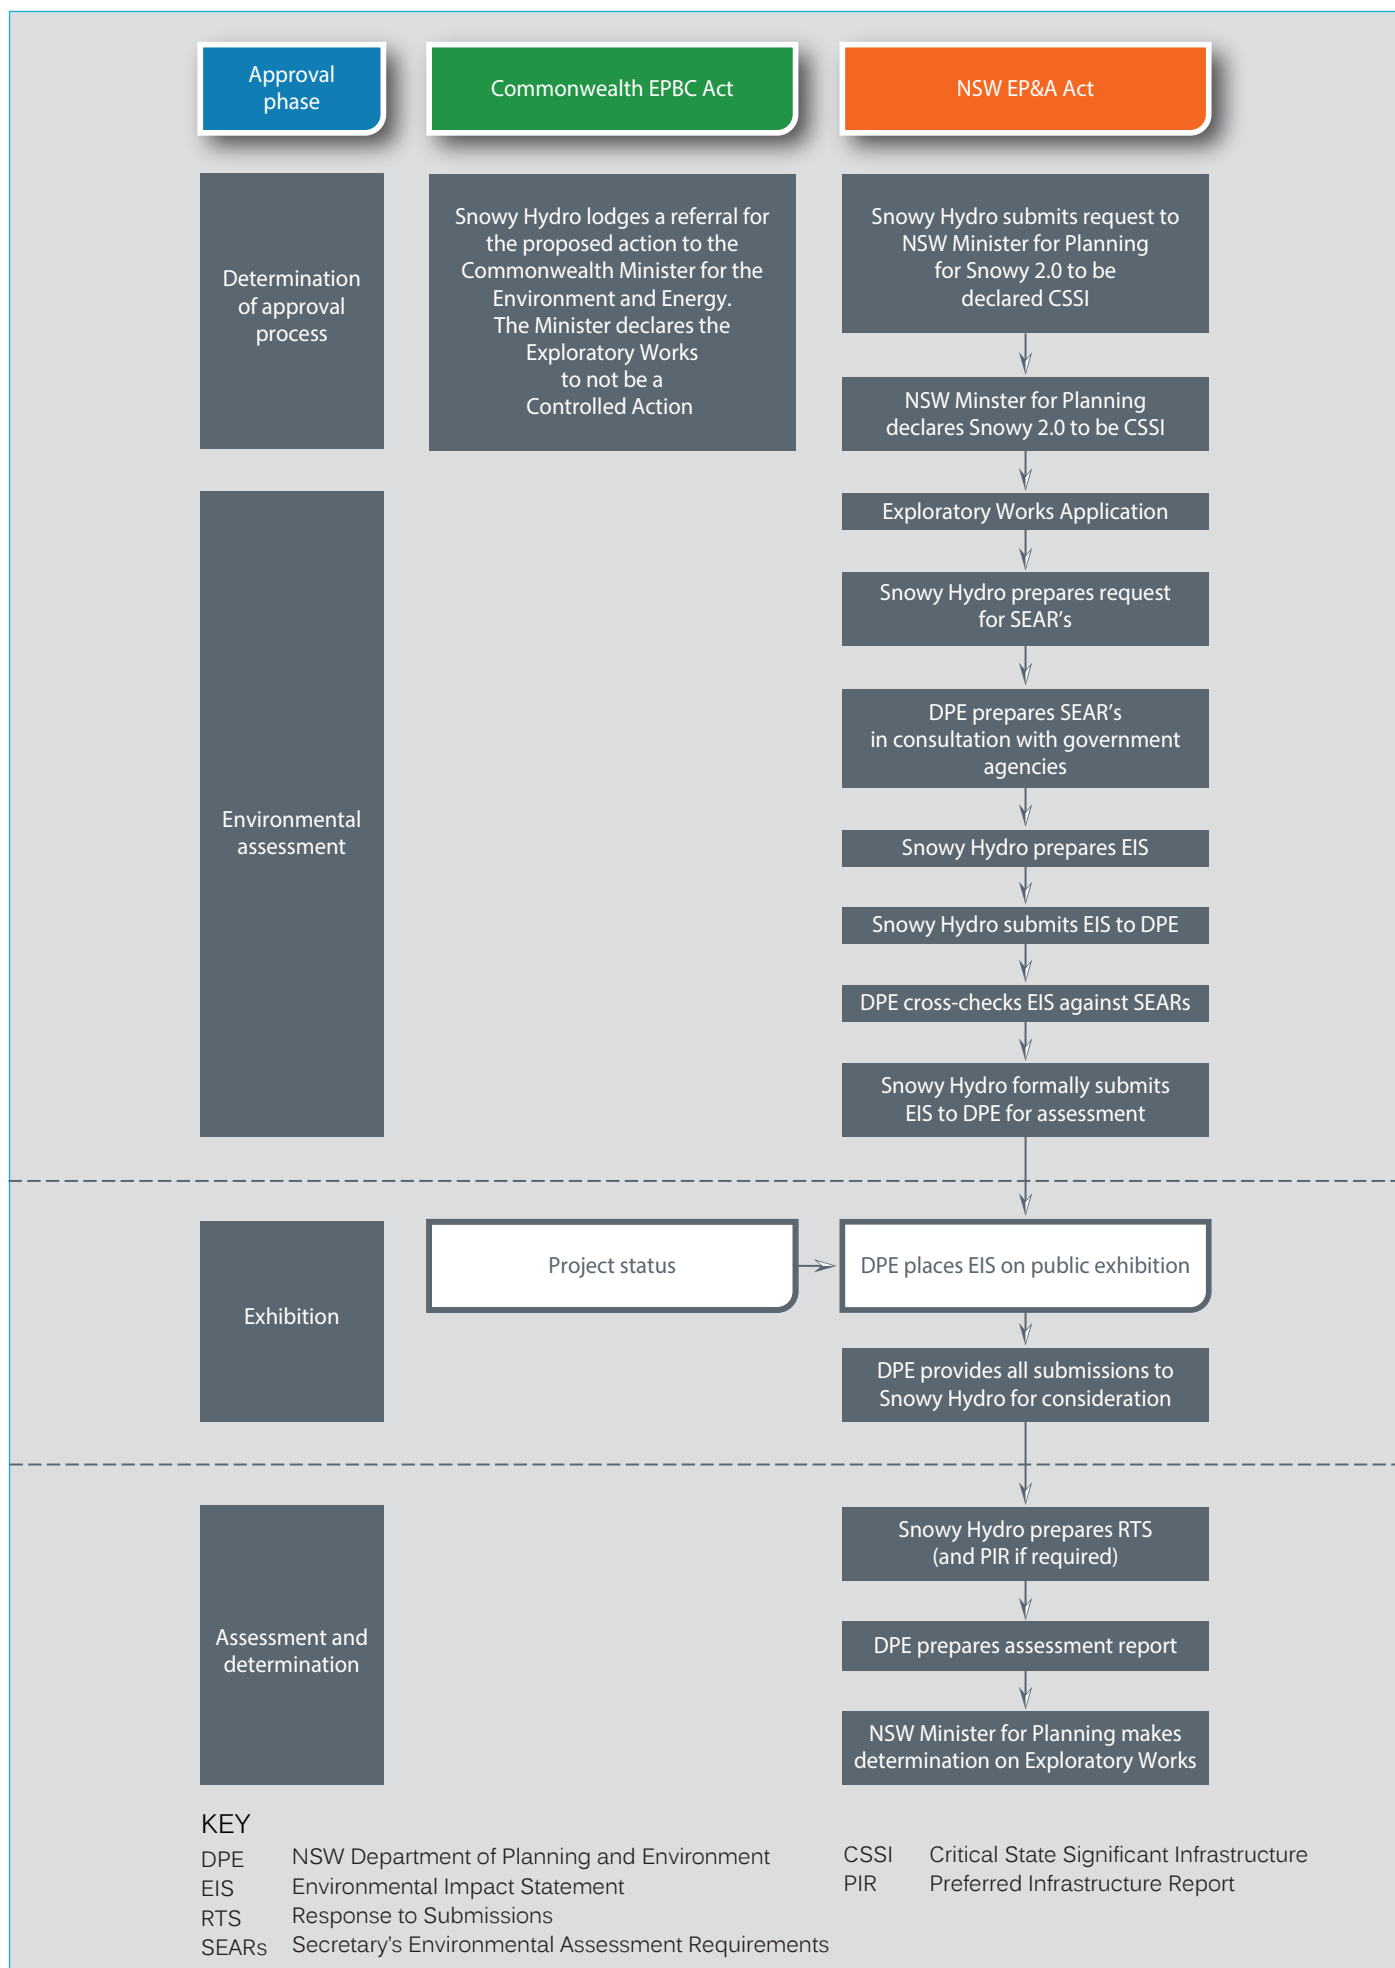 Approval
phase
Commonwealth EPBC Act
NSW EP&A Act
Determination
of approval
process
Snowy Hydro lodges a referral for
the proposed action to the
Commonwealth Minister for the
Environment and Energy.
The Minister declares the
Exploratory Works
to not be a
Controlled Action
Snowy Hydro submits request to
NSW Minister for Planning
for Snowy 2.0 to be
declared CSSI
NSW Minster for Planning
declares Snowy 2.0 to be CSSI
Environmental
assessment
Exploratory Works Application
Snowy Hydro prepares request
for SEAR's
DPE prepares SEAR's
in consultation with government
agencies
Snowy Hydro prepares EIS
Snowy Hydro submits EIS to DPE
DPE cross-checks EIS against SEARs
Snowy Hydro formally submits
EIS to DPE for assessment
Exhibition
Project status
DPE places EIS on public exhibition
DPE provides all submissions to
Snowy Hydro for consideration
Assessment and
determination
Snowy Hydro prepares RTS
(and PIR if required)
DPE prepares assessment report
NSW Minister for Planning makes
determination on Exploratory Works
KEY
DPE NSW Department of Planning and Environment
EIS Environmental Impact Statement
RTS Response to Submissions
SEARs Secretary's Environmental Assessment Requirements
CSSI Critical State Significant Infrastructure
PIR Preferred Infrastructure Report